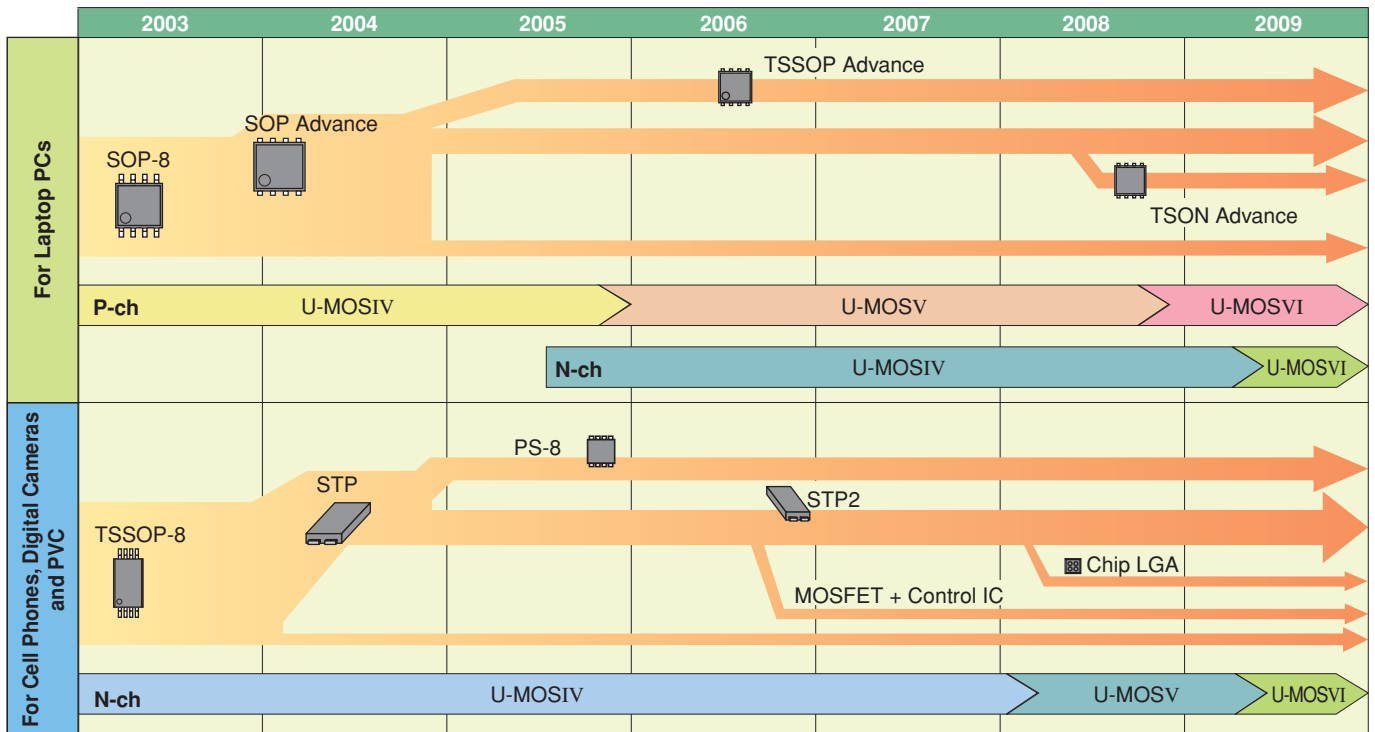 2003 2004 2005 2006 2007 2008 2009
For Laptop PCs
TSSOP Advance
SOP Advance
SOP-8
TSON Advance
P-ch U-MOSIV U-MOSV U-MOSVI
N-ch U-MOSIV U-MOSVI
For Cell Phones, Digital Cameras
and PVC
PS-8
STP
STP2
TSSOP-8
Chip LGA
MOSFET + Control IC
N-ch U-MOSIV U-MOSV U-MOSVI